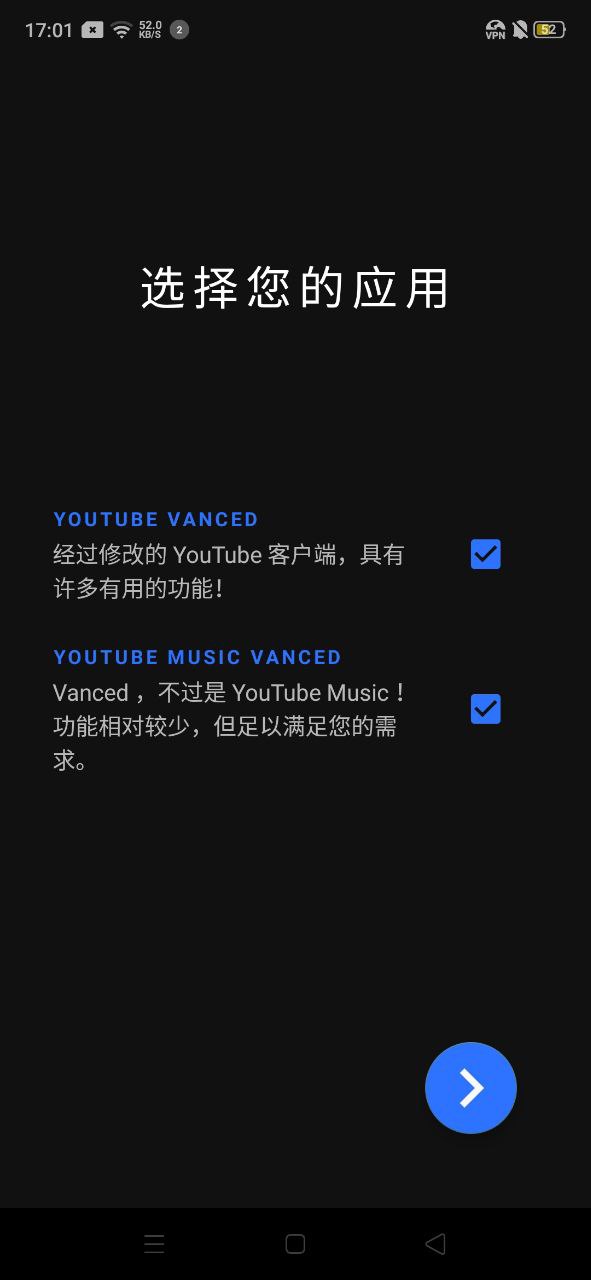 17:01 52.0 KB/S 2 VPN 52
选择您的应用
YOUTUBE VANCED
经过修改的 YouTube 客户端，具有
许多有用的功能！
YOUTUBE MUSIC VANCED
Vanced ，不过是 YouTube Music！
功能相对较少，但足以满足您的需
求。